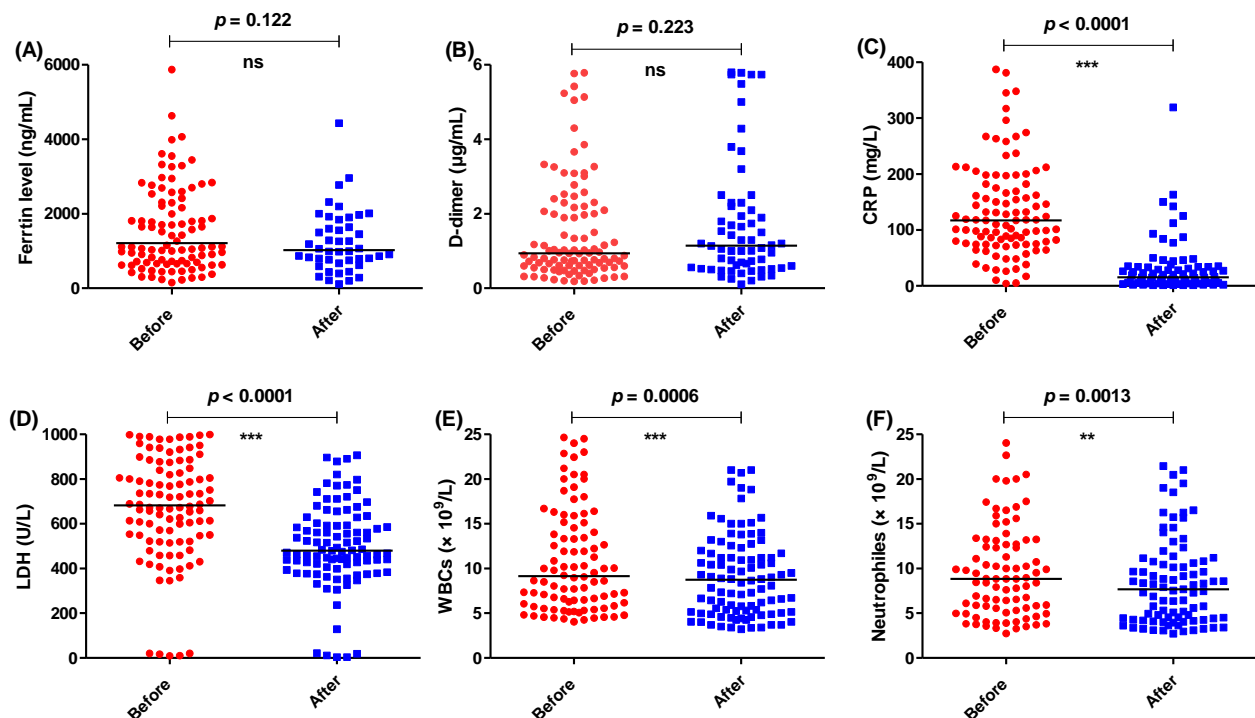 p = 0.122
(A)
ns
Ferrtin level (ng/mL)
6000
4000
2000
0
Before
After
p = 0.223
(B)
ns
D-dimer (µg/mL)
6
4
2
0
Before
After
p < 0.0001
(C)
***
CRP (mg/L)
400
300
200
100
0
Before
After
p < 0.0001
(D)
***
LDH (U/L)
1000
800
600
400
200
0
Before
After
p = 0.0006
(E)
***
WBCs (× 10⁹/L)
25
20
15
10
5
0
Before
After
p = 0.0013
(F)
**
Neutrophiles (× 10⁹/L)
25
20
15
10
5
0
Before
After